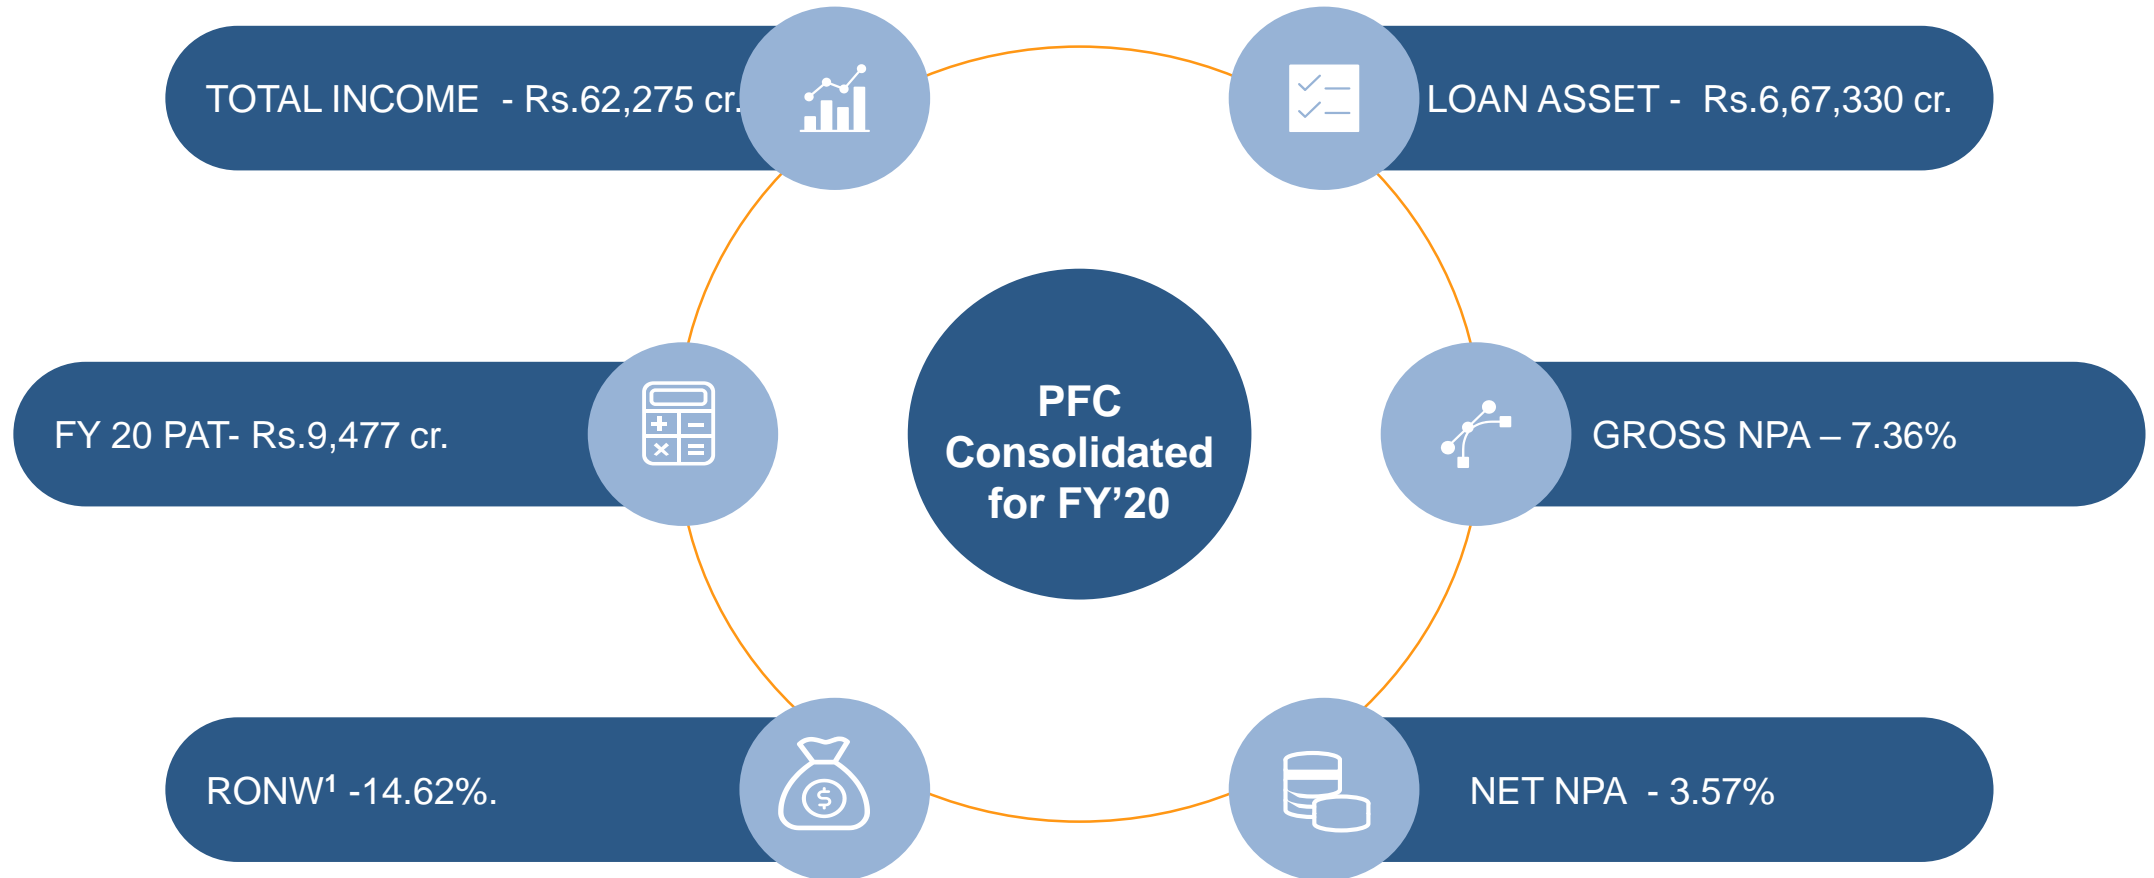 TOTAL INCOME - Rs.62,275 cr.
LOAN ASSET - Rs.6,67,330 cr.
FY 20 PAT- Rs.9,477 cr.
PFC
Consolidated
for FY’20
GROSS NPA – 7.36%
RONW¹ -14.62%.
NET NPA - 3.57%